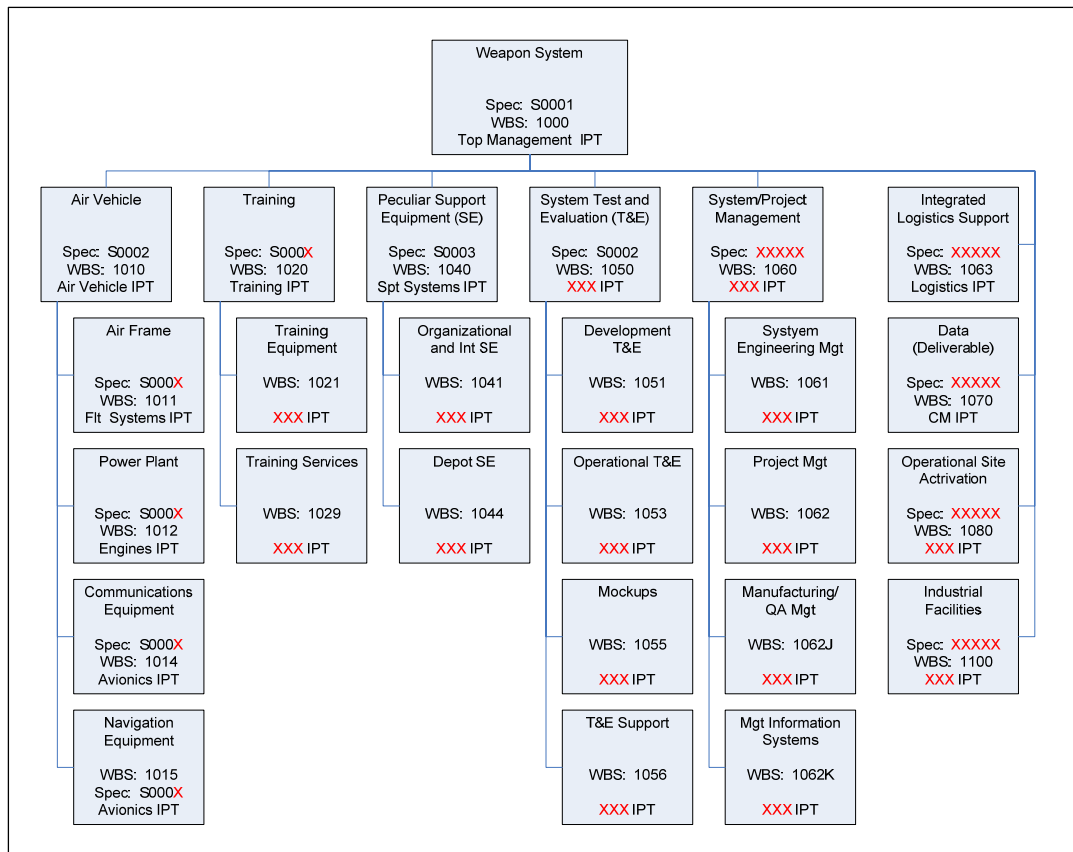 Weapon System
Spec: S0001
WBS: 1000
Top Management IPT
Air Vehicle
Spec: S0002
WBS: 1010
Air Vehicle IPT
Training
Spec: S000X
WBS: 1020
Training IPT
Peculiar Support
Equipment (SE)
Spec: S0003
WBS: 1040
Spt Systems IPT
System Test and
Evaluation (T&E)
Spec: S0002
WBS: 1050
XXX IPT
System/Project
Management
Spec: XXXXX
WBS: 1060
XXX IPT
Integrated
Logistics Support
Spec: XXXXX
WBS: 1063
Logistics IPT
Air Frame
Spec: S000X
WBS: 1011
Flt Systems IPT
Training
Equipment
WBS: 1021
XXX IPT
Organizational
and Int SE
WBS: 1041
XXX IPT
Development
T&E
WBS: 1051
XXX IPT
Systyem
Engineering Mgt
WBS: 1061
XXX IPT
Data
(Deliverable)
Spec: XXXXX
WBS: 1070
CM IPT
Power Plant
Spec: S000X
WBS: 1012
Engines IPT
Training Services
WBS: 1029
XXX IPT
Depot SE
WBS: 1044
XXX IPT
Operational T&E
WBS: 1053
XXX IPT
Project Mgt
WBS: 1062
XXX IPT
Operational Site
Actrivation
Spec: XXXXX
WBS: 1080
XXX IPT
Communications
Equipment
Spec: S000X
WBS: 1014
Avionics IPT
Mockups
WBS: 1055
XXX IPT
Manufacturing/
QA Mgt
WBS: 1062J
XXX IPT
Industrial
Facilities
Spec: XXXXX
WBS: 1100
XXX IPT
Navigation
Equipment
WBS: 1015
Spec: S000X
Avionics IPT
T&E Support
WBS: 1056
XXX IPT
Mgt Information
Systems
WBS: 1062K
XXX IPT